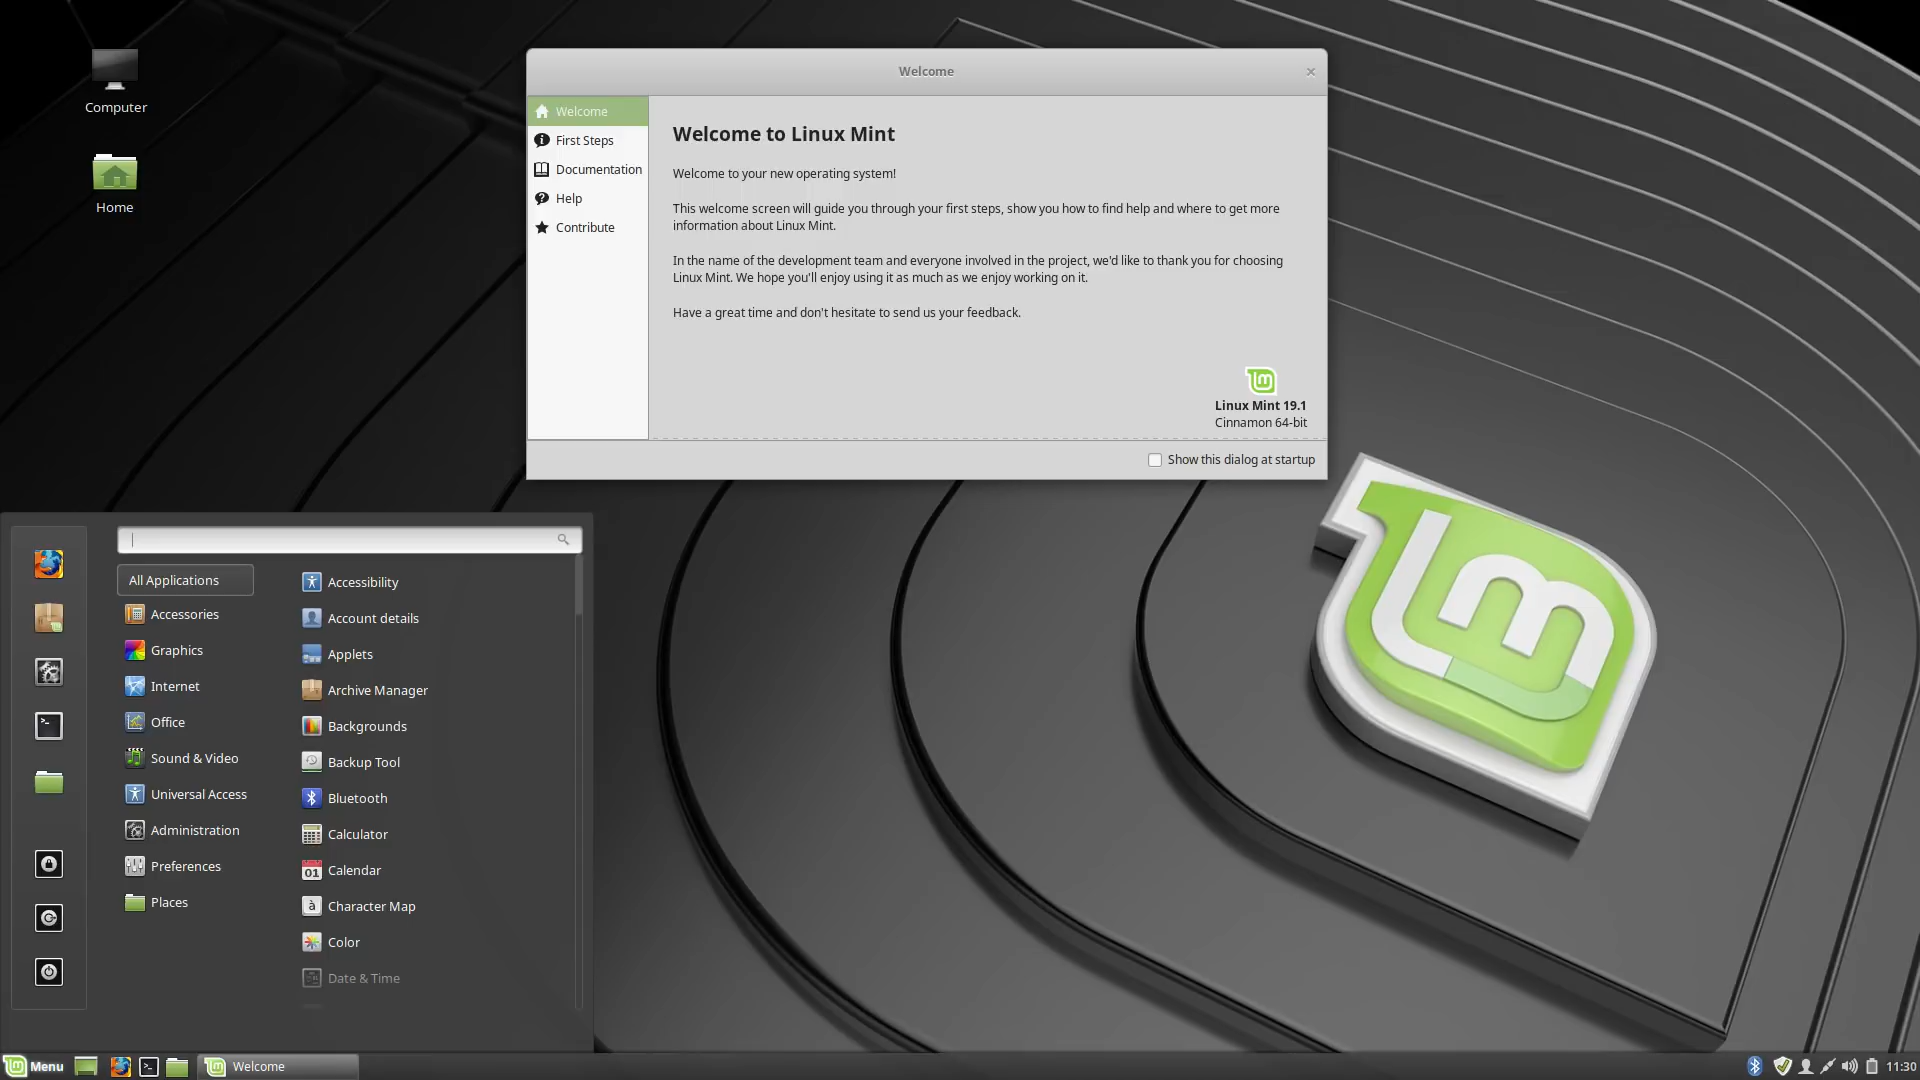 Computer
Home
Welcome
Welcome
First Steps
Documentation
Help
Contribute
Welcome to Linux Mint
Welcome to your new operating system!
This welcome screen will guide you through your first steps, show you how to find help and where to get more
information about Linux Mint.
In the name of the development team and everyone involved in the project, we'd like to thank you for choosing
Linux Mint. We hope you'll enjoy using it as much as we enjoy working on it.
Have a great time and don't hesitate to send us your feedback.
Linux Mint 19.1
Cinnamon 64-bit
Show this dialog at startup
All Applications
Accessories
Graphics
Internet
Office
Sound & Video
Universal Access
Administration
Preferences
Places
Accessibility
Account details
Applets
Archive Manager
Backgrounds
Backup Tool
Bluetooth
Calculator
Calendar
Character Map
Color
Date & Time
Menu
Welcome
11:30